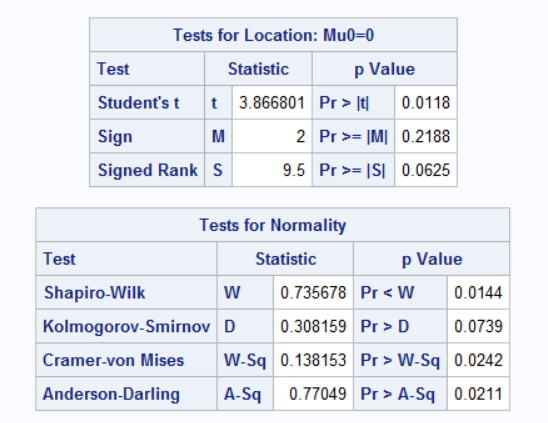 Tests for Location: Mu0=0
Test Statistic p Value
Student's t t 3.866801 Pr > |t| 0.0118
Sign M 2 Pr >= |M| 0.2188
Signed Rank S 9.5 Pr >= |S| 0.0625
Tests for Normality
Test Statistic p Value
Shapiro-Wilk W 0.735678 Pr < W 0.0144
Kolmogorov-Smirnov D 0.308159 Pr > D 0.0739
Cramer-von Mises W-Sq 0.138153 Pr > W-Sq 0.0242
Anderson-Darling A-Sq 0.77049 Pr > A-Sq 0.0211